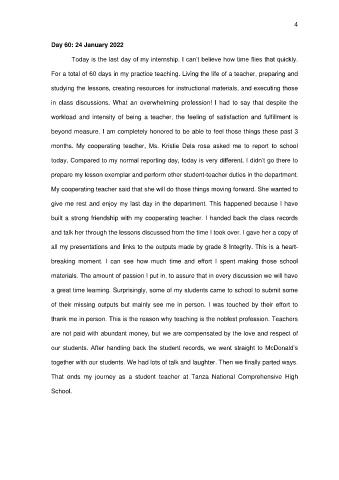 4
Day 60: 24 January 2022
Today is the last day of my internship. I can't believe how time flies that quickly.
For a total of 60 days in my practice teaching. Living the life of a teacher, preparing and
studying the lessons, creating resources for instructional materials, and executing those
in class discussions. What an overwhelming profession! I had to say that despite the
workload and intensity of being a teacher, the feeling of satisfaction and fulfillment is
beyond measure. I am completely honored to be able to feel those things these past 3
months. My cooperating teacher, Ms. Kristie Dela rosa asked me to report to school
today. Compared to my normal reporting day, today is very different. I didn't go there to
prepare my lesson exemplar and perform other student-teacher duties in the department.
My cooperating teacher said that she will do those things moving forward. She wanted to
give me rest and enjoy my last day in the department. This happened because I have
built a strong friendship with my cooperating teacher. I handed back the class records
and talk her through the lessons discussed from the time I took over. I gave her a copy of
all my presentations and links to the outputs made by grade 8 Integrity. This is a heart-
breaking moment. I can see how much time and effort I spent making those school
materials. The amount of passion I put in, to assure that in every discussion we will have
a great time learning. Surprisingly, some of my students came to school to submit some
of their missing outputs but mainly see me in person. I was touched by their effort to
thank me in person. This is the reason why teaching is the noblest profession. Teachers
are not paid with abundant money, but we are compensated by the love and respect of
our students. After handling back the student records, we went straight to McDonald's
together with our students. We had lots of talk and laughter. Then we finally parted ways.
That ends my journey as a student teacher at Tanza National Comprehensive High
School.